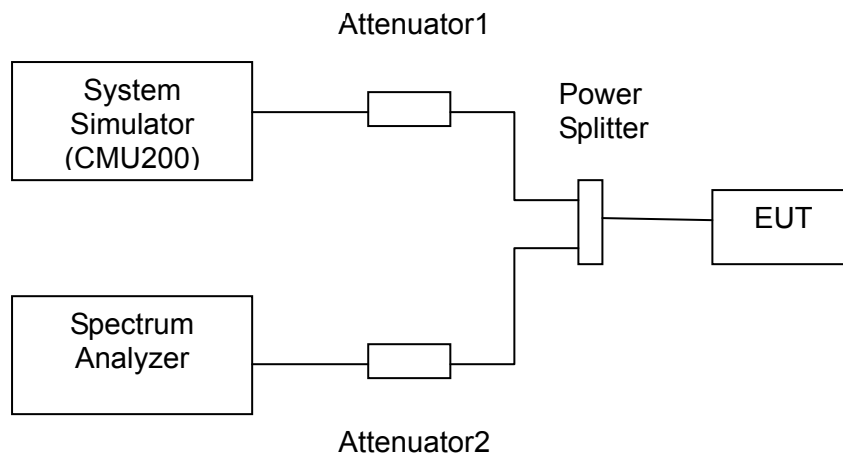 Attenuator1
System
Simulator
(CMU200)
Power
Splitter
EUT
Spectrum
Analyzer
Attenuator2